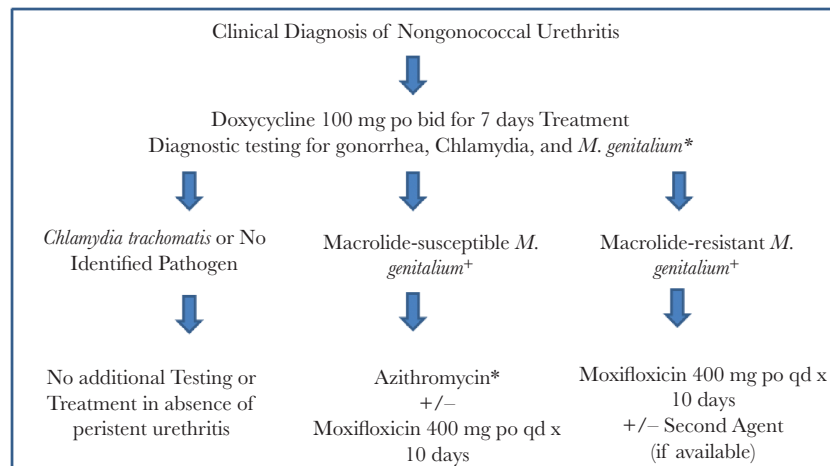 Clinical Diagnosis of Nongonococcal Urethritis
Doxycycline 100 mg po bid for 7 days Treatment
Diagnostic testing for gonorrhea, Chlamydia, and M. genitalium*
Chlamydia trachomatis or No
Identified Pathogen
Macrolide-susceptible M.
genitalium+
Macrolide-resistant M.
genitalium+
No additional Testing or
Treatment in absence of
peristent urethritis
Azithromycin*
+/–
Moxifloxicin 400 mg po qd x
10 days
Moxifloxicin 400 mg po qd x
10 days
+/– Second Agent
(if available)